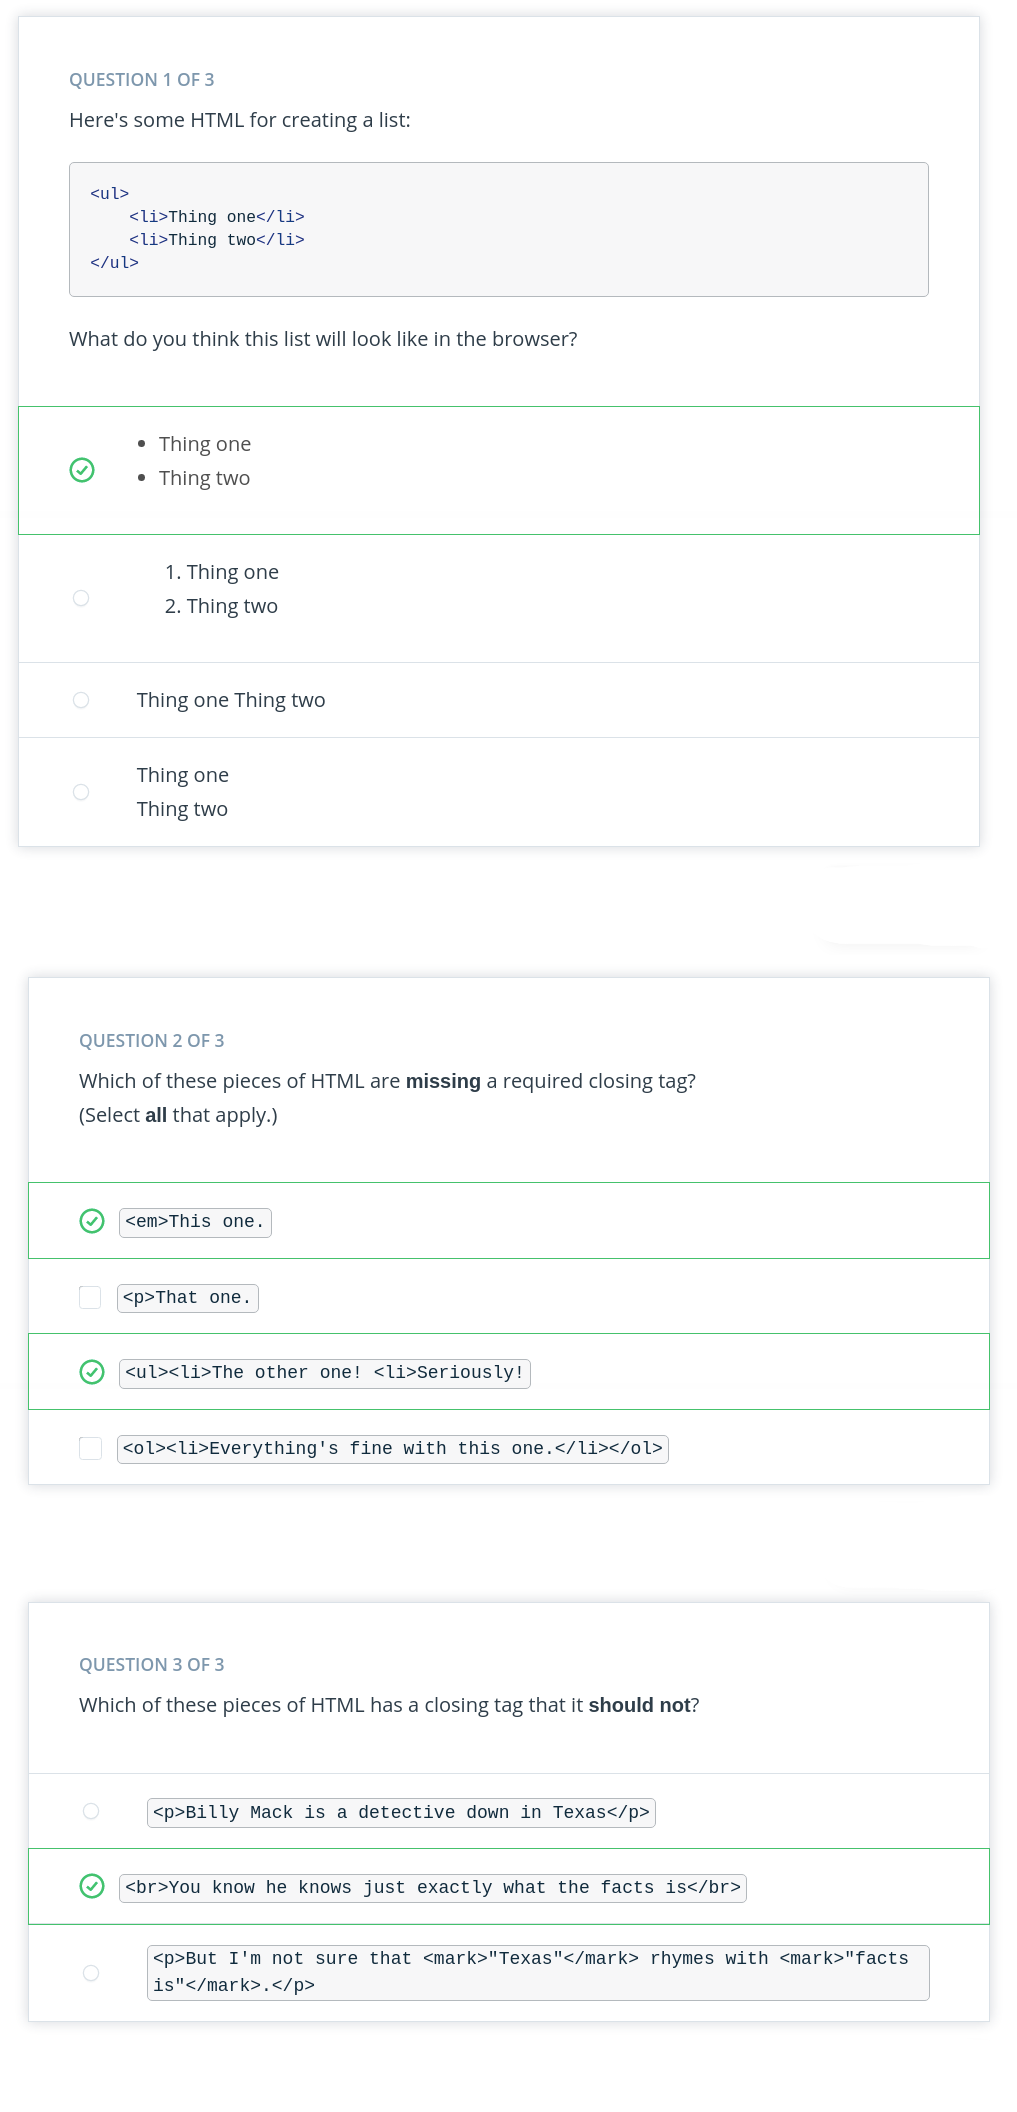 QUESTION 1 OF 3
Here's some HTML for creating a list:
<ul>
    <li>Thing one</li>
    <li>Thing two</li>
</ul>
What do you think this list will look like in the browser?
• Thing one
• Thing two
1. Thing one
2. Thing two
Thing one Thing two
Thing one
Thing two
QUESTION 2 OF 3
Which of these pieces of HTML are missing a required closing tag?
(Select all that apply.)
<em>This one.
<p>That one.
<ul><li>The other one! <li>Seriously!
<ol><li>Everything's fine with this one.</li></ol>
QUESTION 3 OF 3
Which of these pieces of HTML has a closing tag that it should not?
<p>Billy Mack is a detective down in Texas</p>
<br>You know he knows just exactly what the facts is</br>
<p>But I'm not sure that <mark>"Texas"</mark> rhymes with <mark>"facts
is"</mark>.</p>